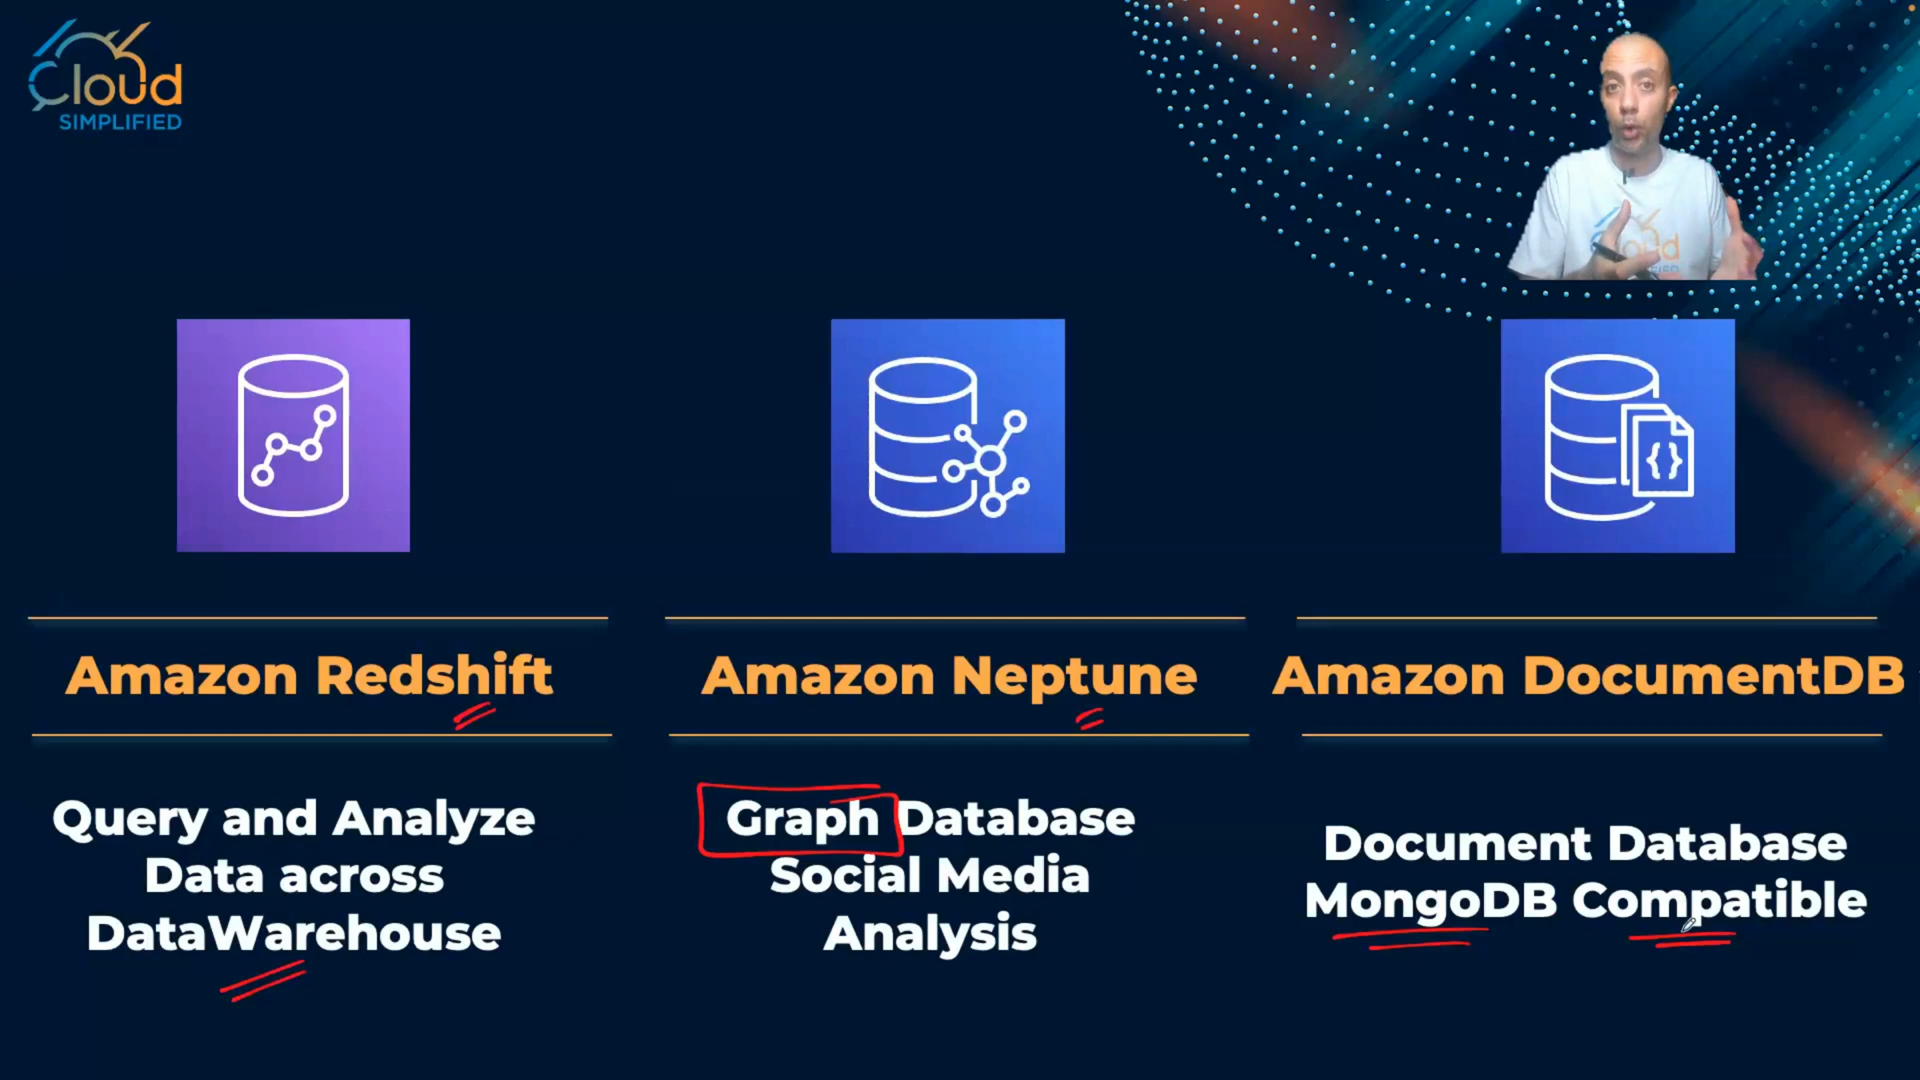 Cloud
SIMPLIFIED
Cloud
Amazon Redshift
Amazon Neptune
Amazon DocumentDB
Query and Analyze
Data across
DataWarehouse
Graph Database
Social Media
Analysis
Document Database
MongoDB Compatible
{}